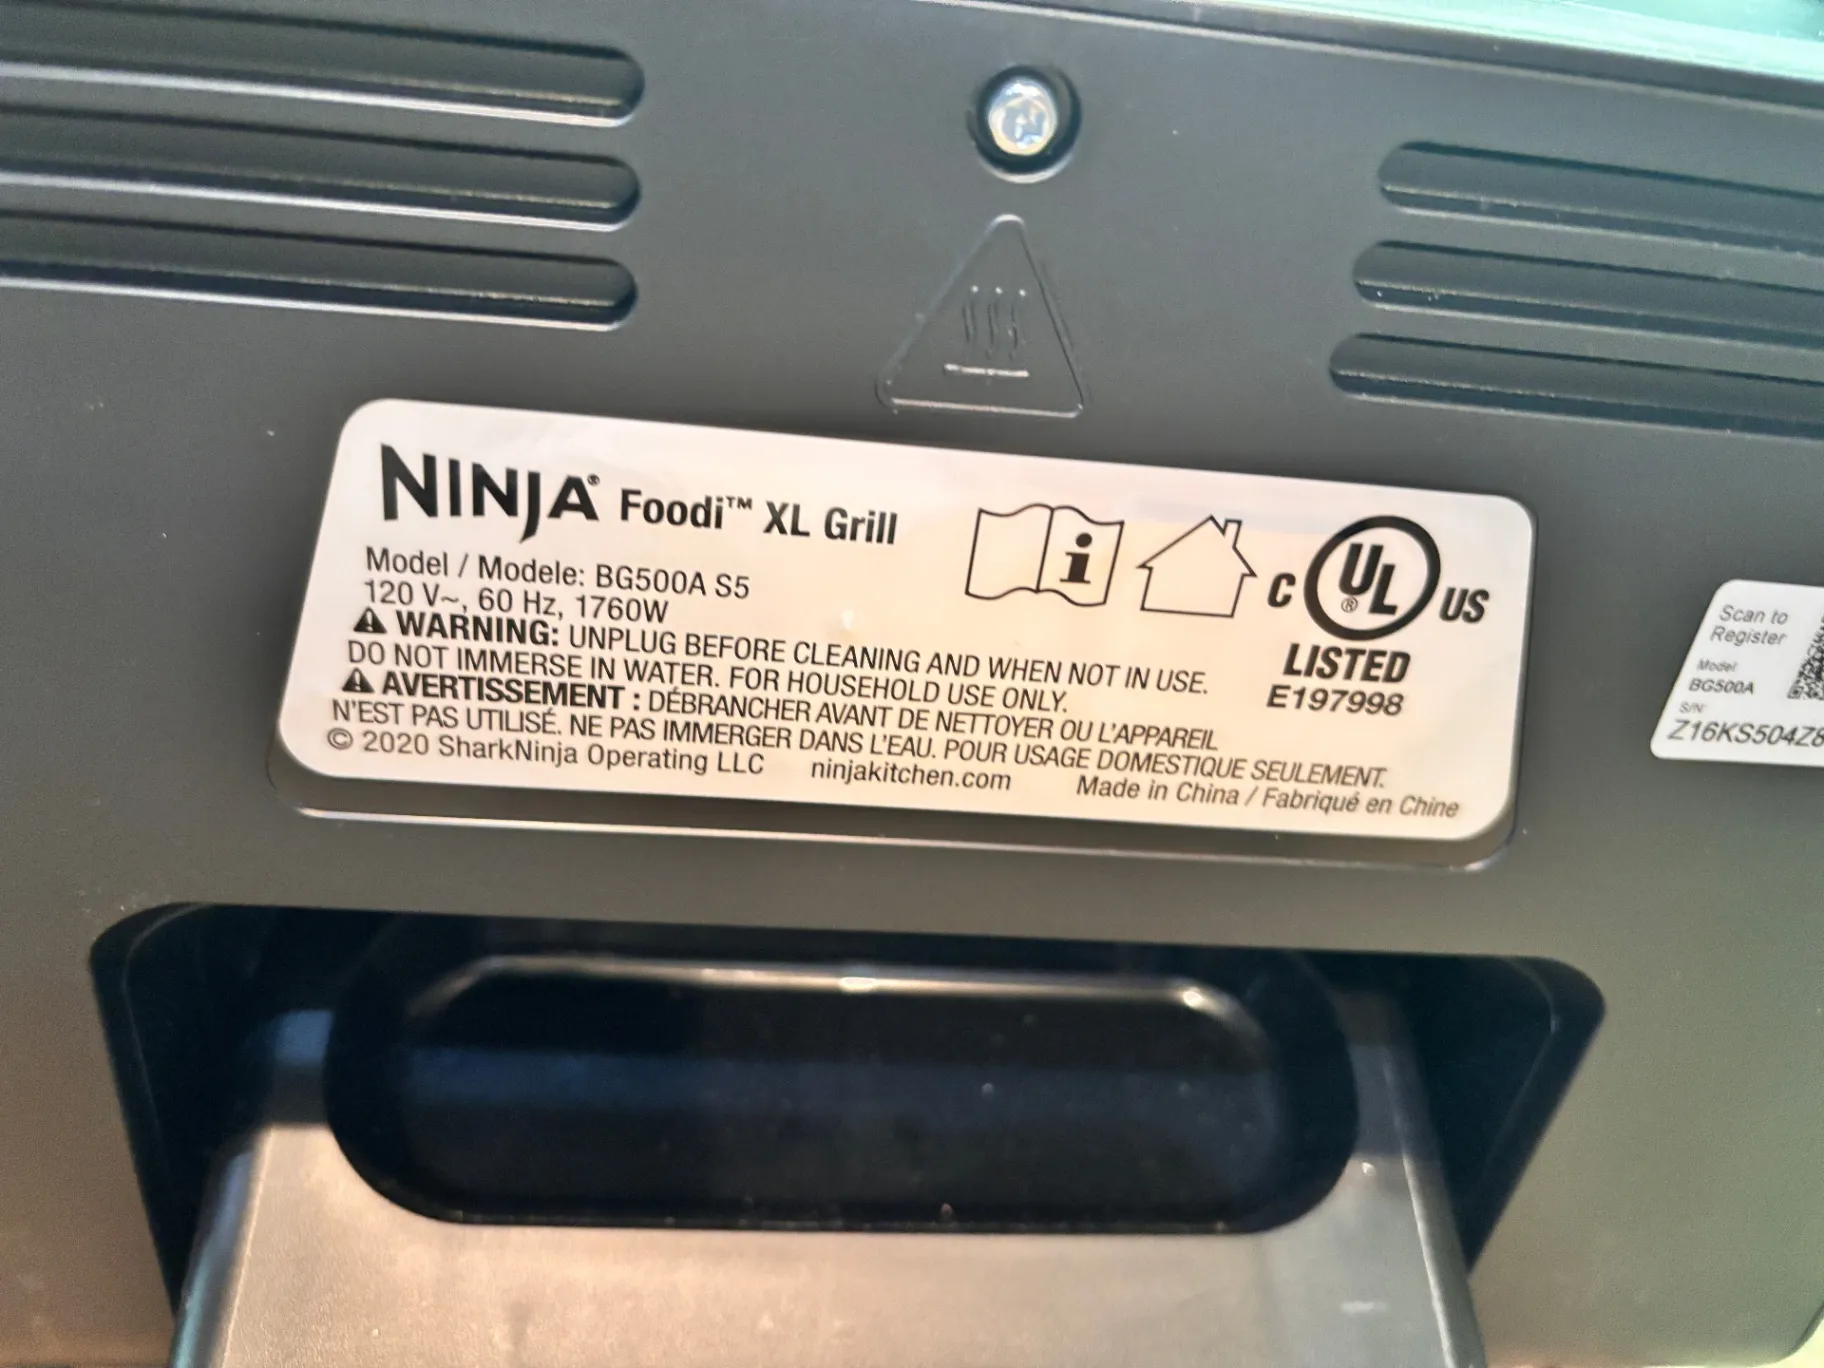 NINJA® Foodi™ XL Grill
Model / Modele: BG500A S5
120 V~, 60 Hz, 1760W
⚠ WARNING: UNPLUG BEFORE CLEANING AND WHEN NOT IN USE.
DO NOT IMMERSE IN WATER. FOR HOUSEHOLD USE ONLY.
⚠ AVERTISSEMENT : DÉBRANCHER AVANT DE NETTOYER OU L'APPAREIL
N'EST PAS UTILISÉ. NE PAS IMMERGER DANS L'EAU. POUR USAGE DOMESTIQUE SEULEMENT.
© 2020 SharkNinja Operating LLC ninjakitchen.com Made in China / Fabriqué en Chine
i
C UL® US
LISTED
E197998
Scan to
Register
Model
BG500A
S/N:
Z16KS504Z8